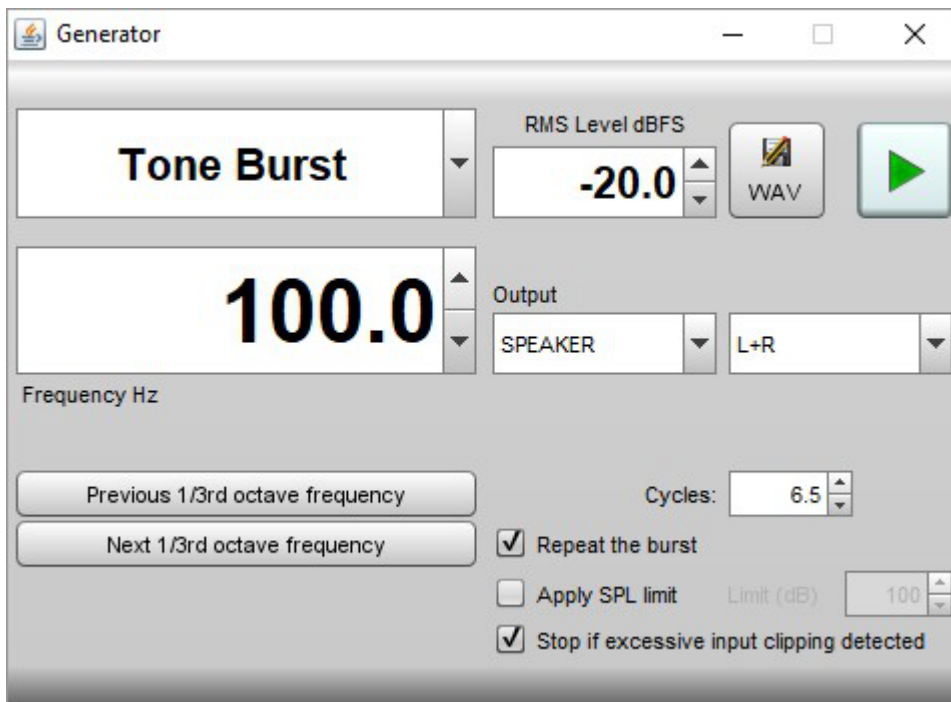 Generator
Tone Burst
RMS Level dBFS
-20.0
WAV
100.0
Frequency Hz
Output
SPEAKER
L+R
Previous 1/3rd octave frequency
Next 1/3rd octave frequency
Cycles:
6.5
Repeat the burst
Apply SPL limit
Limit (dB)
100
Stop if excessive input clipping detected